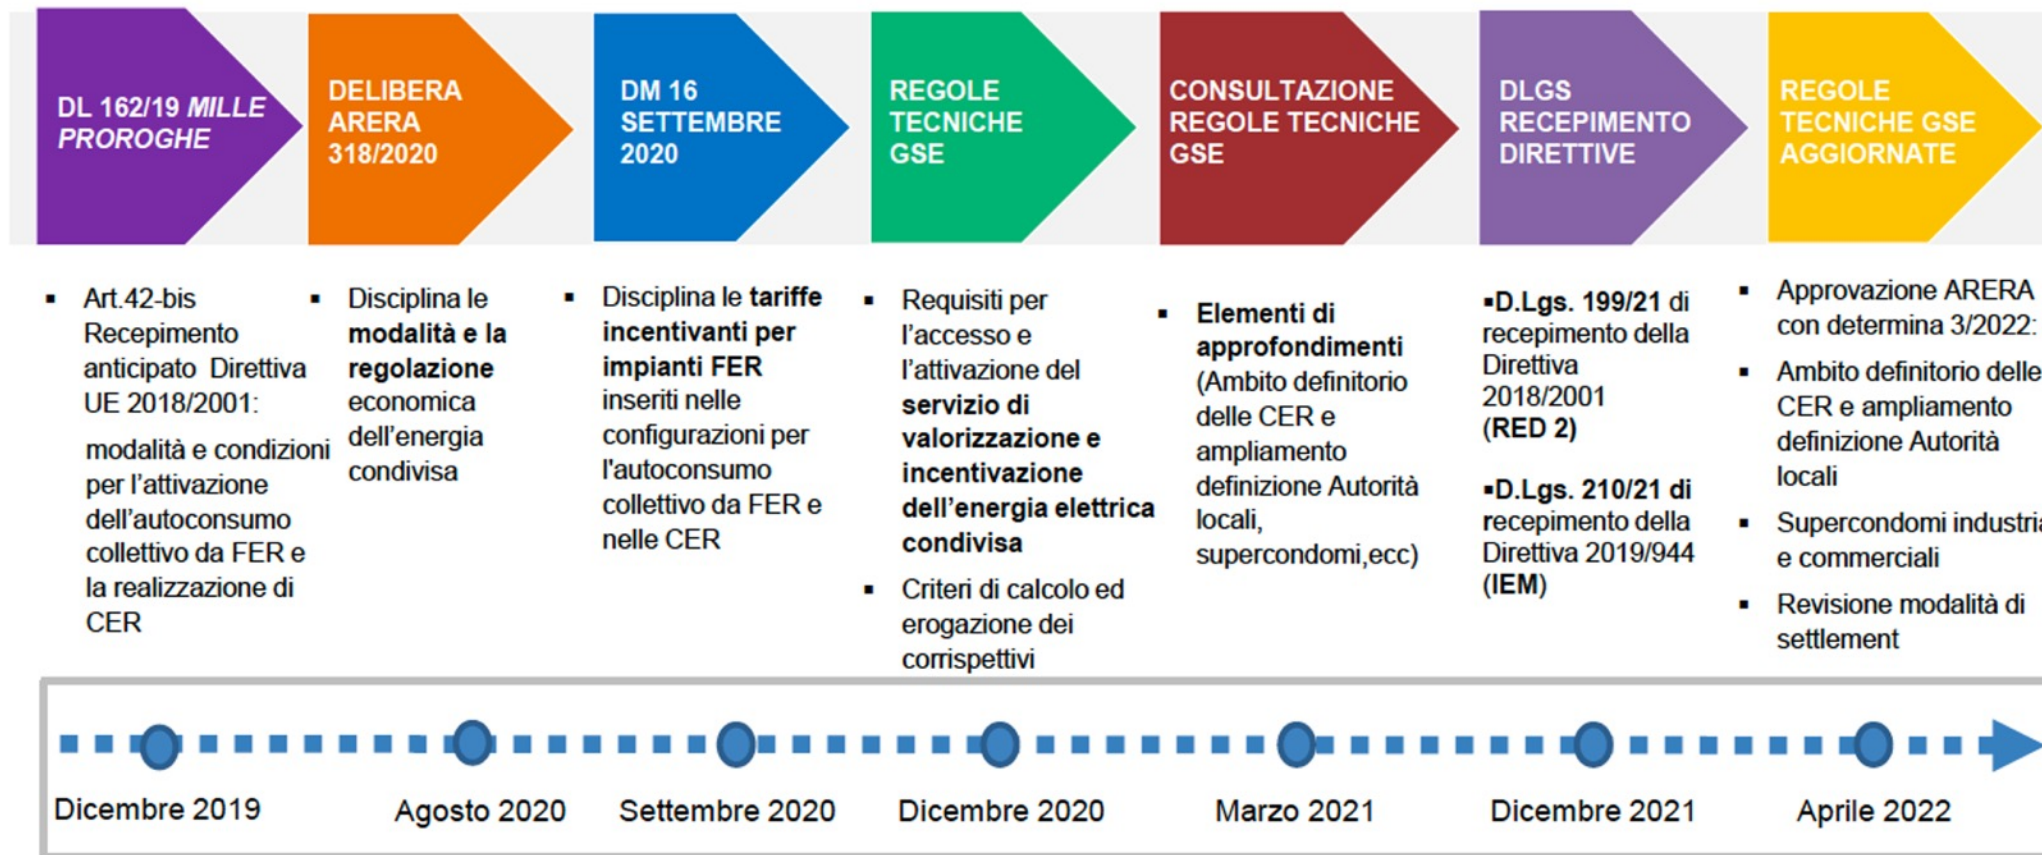 DL 162/19 MILLE
PROROGHE
DELIBERA
ARERA
318/2020
DM 16
SETTEMBRE
2020
REGOLE
TECNICHE
GSE
CONSULTAZIONE
REGOLE TECNICHE
GSE
DLGS
RECEPIMENTO
DIRETTIVE
REGOLE
TECNICHE GSE
AGGIORNATE
▪ Art.42-bis
Recepimento
anticipato Direttiva
UE 2018/2001:
modalità e condizioni
per l'attivazione
dell'autoconsumo
collettivo da FER e
la realizzazione di
CER
▪ Disciplina le
modalità e la
regolazione
economica
dell'energia
condivisa
▪ Disciplina le tariffe
incentivanti per
impianti FER
inseriti nelle
configurazioni per
l'autoconsumo
collettivo da FER e
nelle CER
▪ Requisiti per
l'accesso e
l'attivazione del
servizio di
valorizzazione e
incentivazione
dell'energia elettrica
condivisa
▪ Criteri di calcolo ed
erogazione dei
corrispettivi
▪ Elementi di
approfondimenti
(Ambito definitorio
delle CER e
ampliamento
definizione Autorità
locali,
supercondomi,ecc)
▪D.Lgs. 199/21 di
recepimento della
Direttiva
2018/2001
(RED 2)
▪D.Lgs. 210/21 di
recepimento della
Direttiva 2019/944
(IEM)
▪ Approvazione ARERA
con determina 3/2022:
▪ Ambito definitorio delle
CER e ampliamento
definizione Autorità
locali
▪ Supercondomi industria
e commerciali
▪ Revisione modalità di
settlement
Dicembre 2019
Agosto 2020
Settembre 2020
Dicembre 2020
Marzo 2021
Dicembre 2021
Aprile 2022